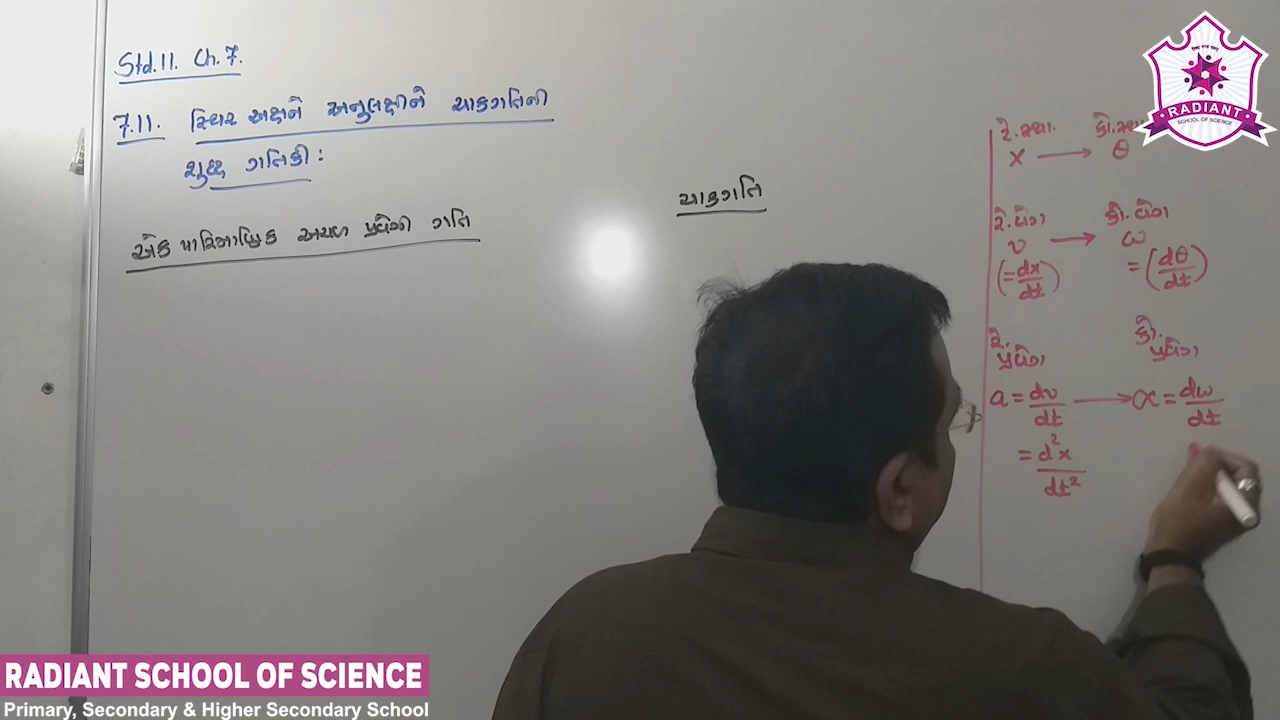 Std.11. Ch.7.
7.11. સ્થિર અક્ષને અનુલક્ષીને ચાકગતિની
શુદ્ધ ગતિકી:
એક પારિમાણિક અચળ પ્રવેગી ગતિ
ચાકગતિ
રે.સ્થા. કો.સ્થા
x → θ
રે.વેગ કો.વેગ
v → ω
(=dx/dt) =(dθ/dt)
રે. કો.
પ્રવેગ પ્રવેગ
a = dv/dt → α = dω/dt
= d²x/dt²
RADIANT
SCHOOL OF SCIENCE
RADIANT SCHOOL OF SCIENCE
Primary, Secondary & Higher Secondary School